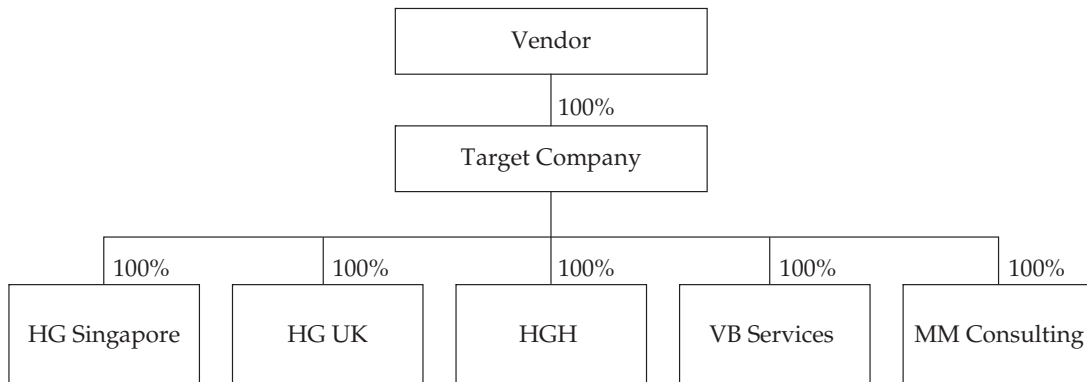 Vendor
100%
Target Company
100% 100% 100% 100% 100%
HG Singapore HG UK HGH VB Services MM Consulting